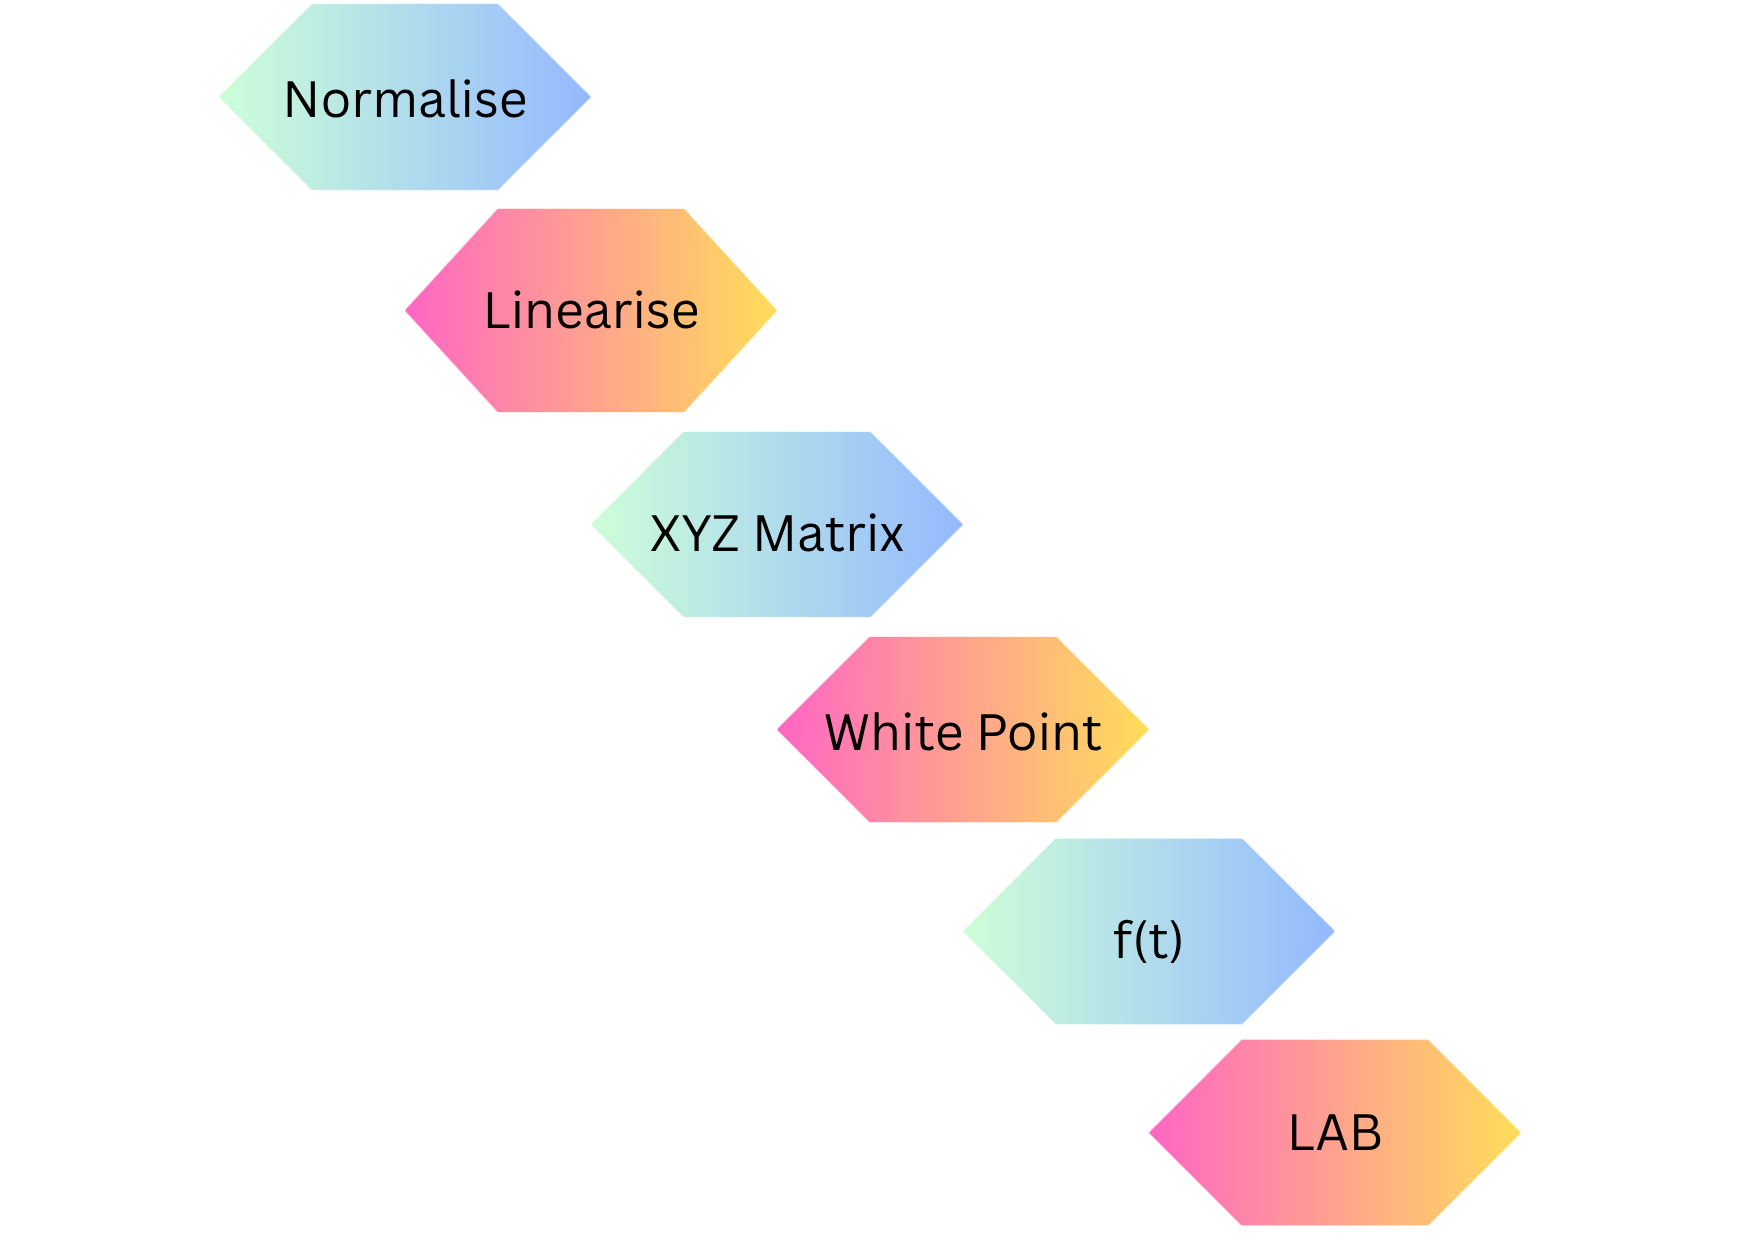 Normalise
Linearise
XYZ Matrix
White Point
f(t)
LAB